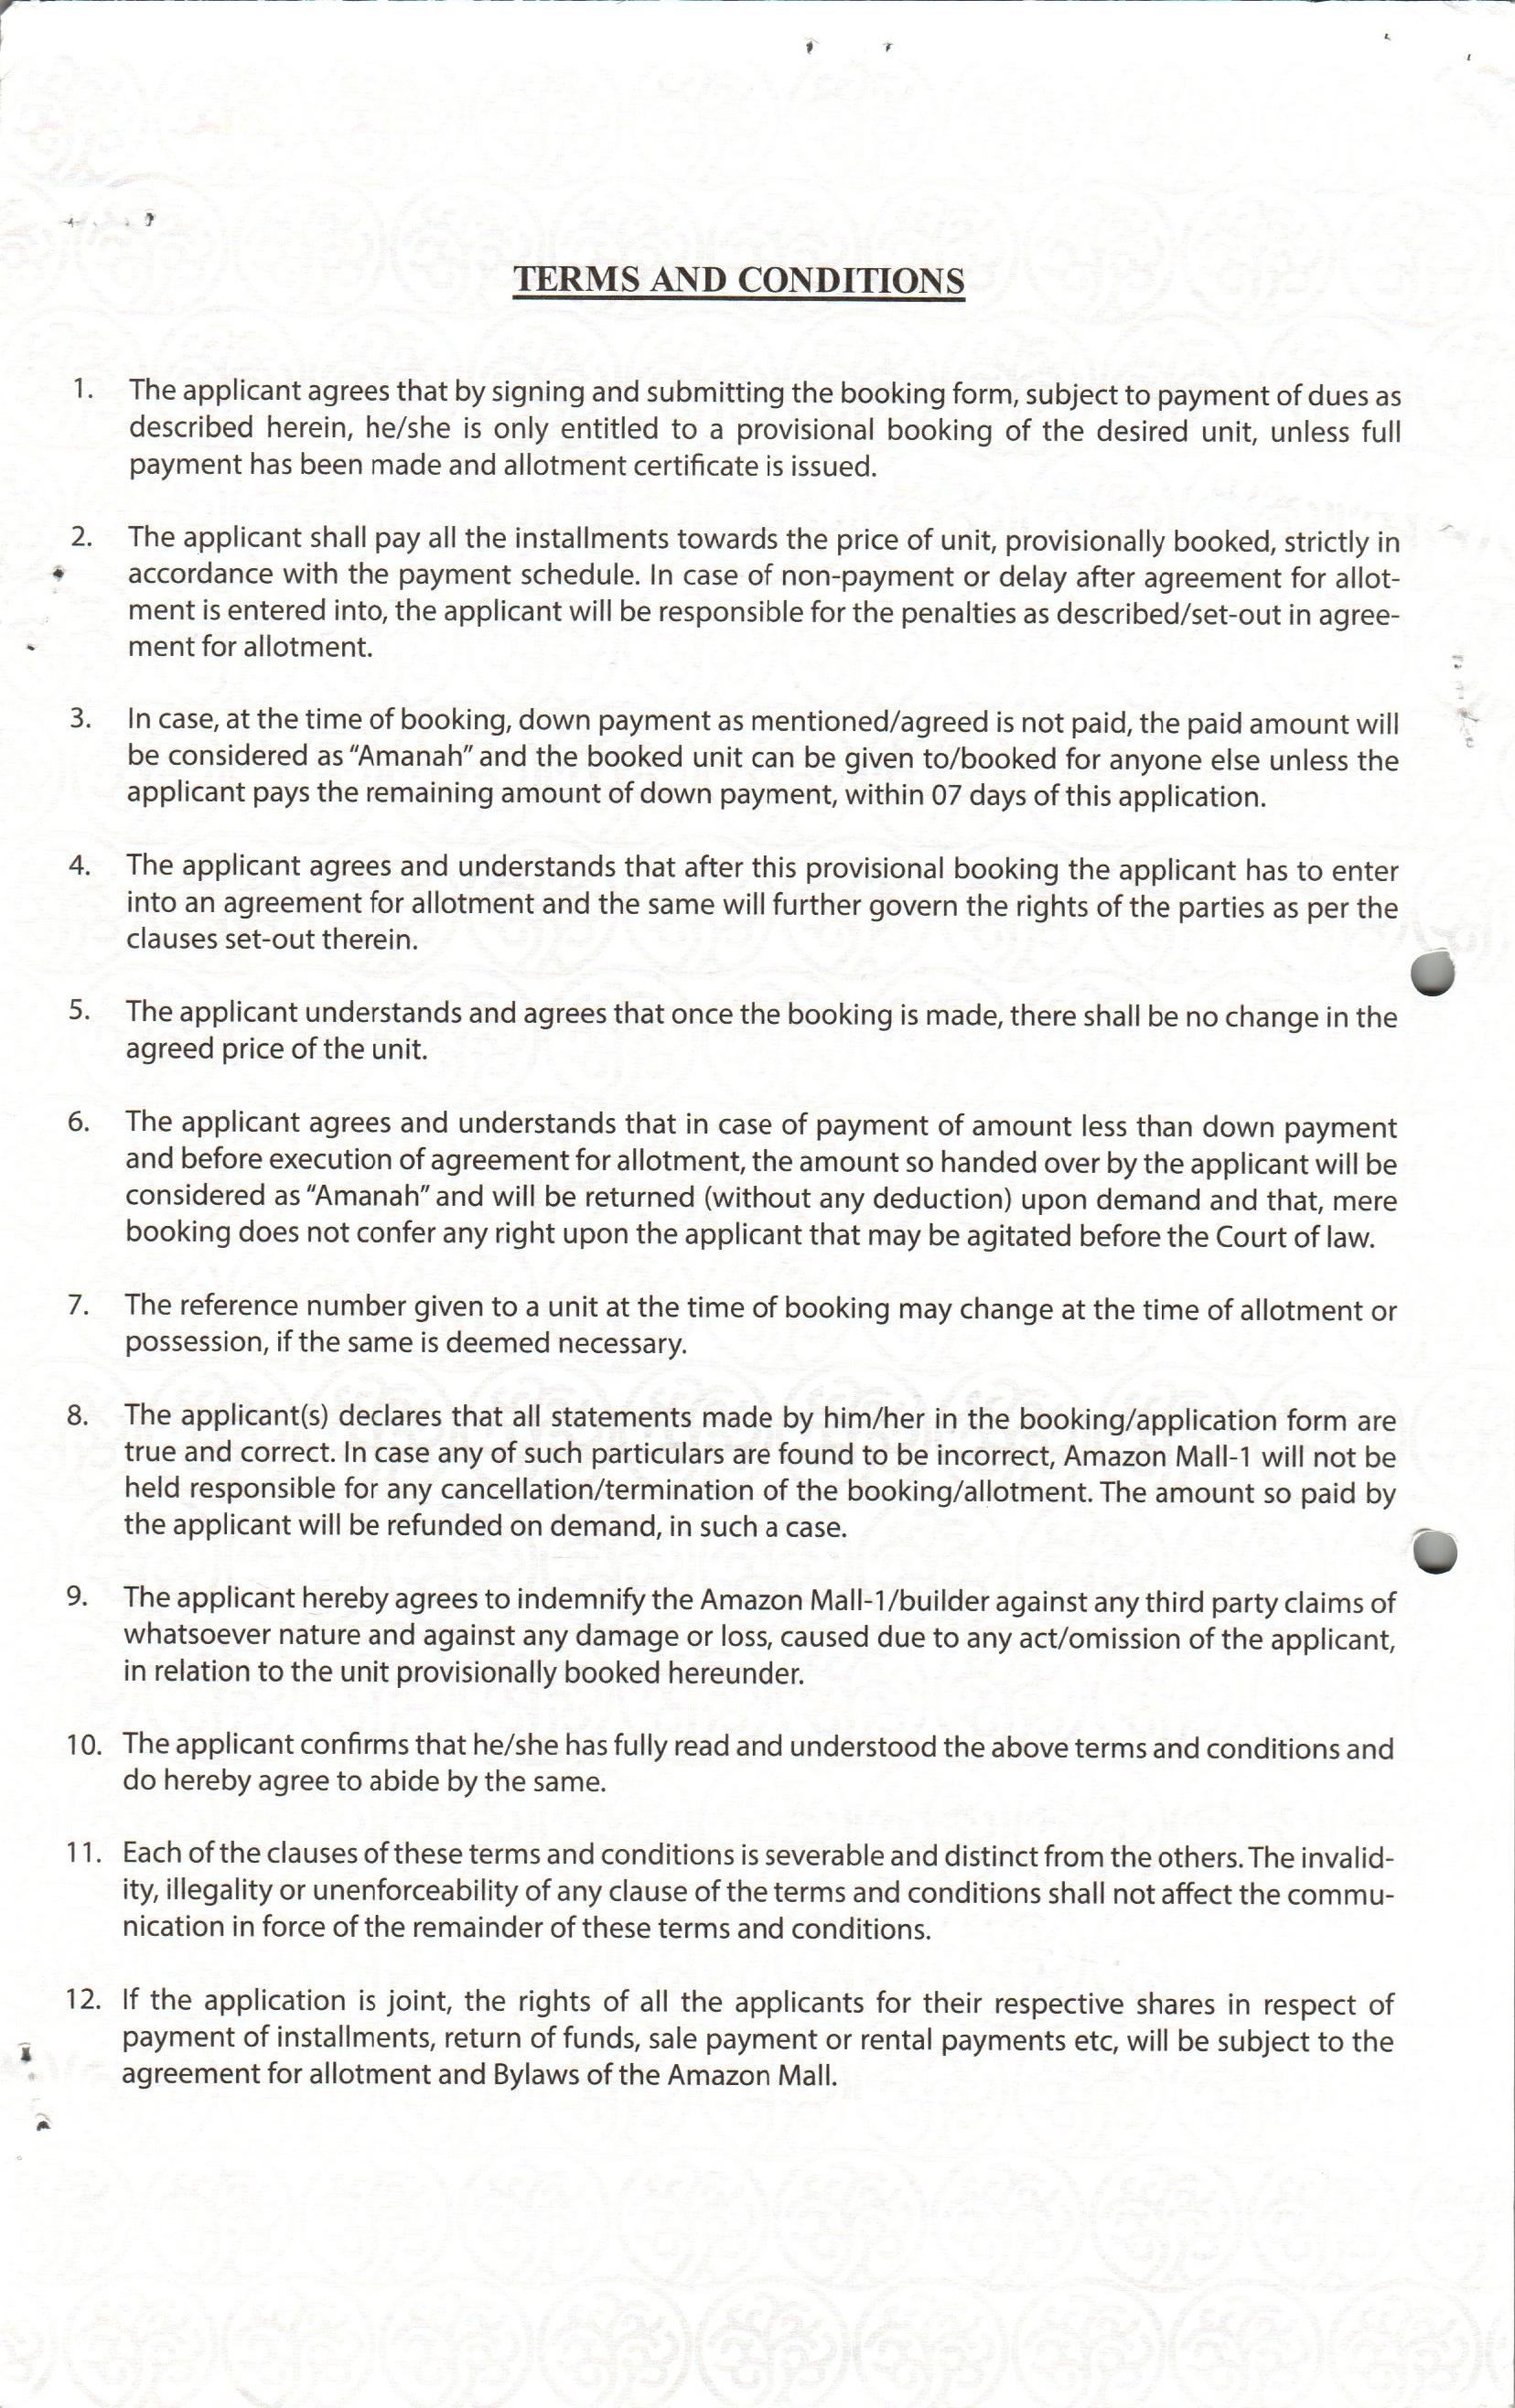 TERMS AND CONDITIONS
1. The applicant agrees that by signing and submitting the booking form, subject to payment of dues as
described herein, he/she is only entitled to a provisional booking of the desired unit, unless full
payment has been made and allotment certificate is issued.
2. The applicant shall pay all the installments towards the price of unit, provisionally booked, strictly in
accordance with the payment schedule. In case of non-payment or delay after agreement for allot-
ment is entered into, the applicant will be responsible for the penalties as described/set-out in agree-
ment for allotment.
3. In case, at the time of booking, down payment as mentioned/agreed is not paid, the paid amount will
be considered as “Amanah” and the booked unit can be given to/booked for anyone else unless the
applicant pays the remaining amount of down payment, within 07 days of this application.
4. The applicant agrees and understands that after this provisional booking the applicant has to enter
into an agreement for allotment and the same will further govern the rights of the parties as per the
clauses set-out therein.
5. The applicant understands and agrees that once the booking is made, there shall be no change in the
agreed price of the unit.
6. The applicant agrees and understands that in case of payment of amount less than down payment
and before execution of agreement for allotment, the amount so handed over by the applicant will be
considered as “Amanah” and will be returned (without any deduction) upon demand and that, mere
booking does not confer any right upon the applicant that may be agitated before the Court of law.
7. The reference number given to a unit at the time of booking may change at the time of allotment or
possession, if the same is deemed necessary.
8. The applicant(s) declares that all statements made by him/her in the booking/application form are
true and correct. In case any of such particulars are found to be incorrect, Amazon Mall-1 will not be
held responsible for any cancellation/termination of the booking/allotment. The amount so paid by
the applicant will be refunded on demand, in such a case.
9. The applicant hereby agrees to indemnify the Amazon Mall-1/builder against any third party claims of
whatsoever nature and against any damage or loss, caused due to any act/omission of the applicant,
in relation to the unit provisionally booked hereunder.
10. The applicant confirms that he/she has fully read and understood the above terms and conditions and
do hereby agree to abide by the same.
11. Each of the clauses of these terms and conditions is severable and distinct from the others. The invalid-
ity, illegality or unenforceability of any clause of the terms and conditions shall not affect the commu-
nication in force of the remainder of these terms and conditions.
12. If the application is joint, the rights of all the applicants for their respective shares in respect of
payment of installments, return of funds, sale payment or rental payments etc, will be subject to the
agreement for allotment and Bylaws of the Amazon Mall.